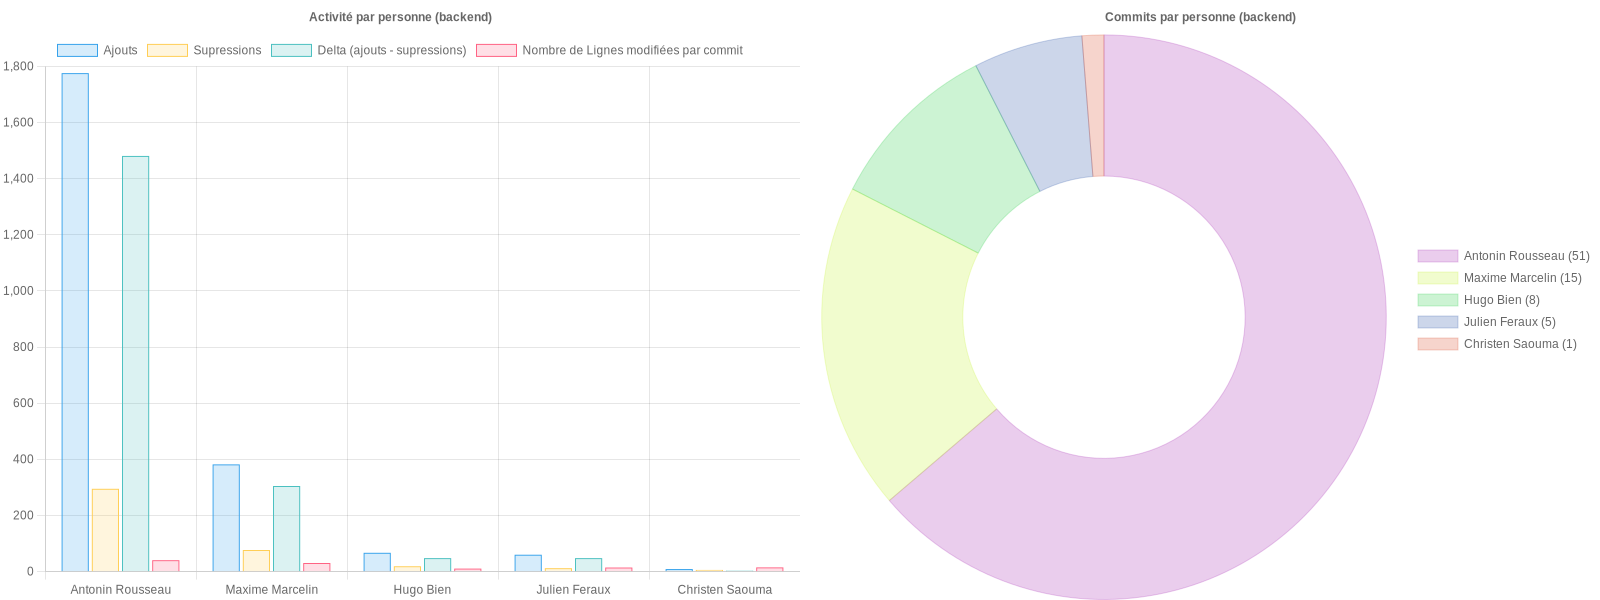 Activité par personne (backend)
Ajouts
Supressions
Delta (ajouts - supressions)
Nombre de Lignes modifiées par commit
1,800
1,600
1,400
1,200
1,000
800
600
400
200
0
Antonin Rousseau
Maxime Marcelin
Hugo Bien
Julien Feraux
Christen Saouma
Commits par personne (backend)
Antonin Rousseau (51)
Maxime Marcelin (15)
Hugo Bien (8)
Julien Feraux (5)
Christen Saouma (1)